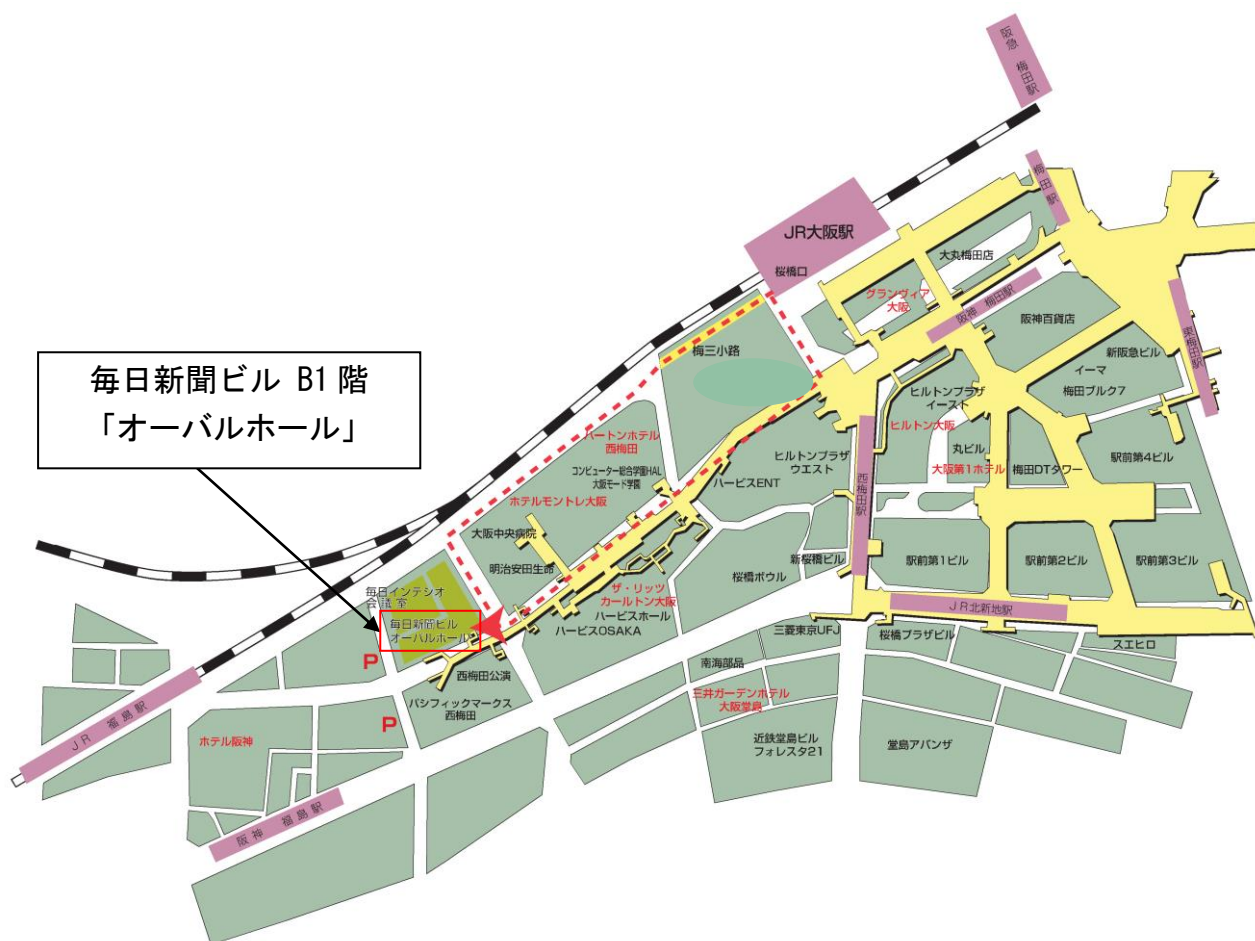 阪急 梅田駅
梅田駅
JR大阪駅
桜橋口
大丸梅田店
グランヴィア
大阪
阪神 梅田駅
阪神百貨店
東梅田駅
梅三小路
新阪急ビル
イーマ
梅田ブルク7
毎日新聞ビル B1階
「オーバルホール」
ヒルトンプラザ
イースト
ヒルトン大阪
丸ビル
大阪第1ホテル
梅田DTタワー
駅前第4ビル
ハートンホテル
西梅田
コンピューター総合学園HAL
大阪モード学園
ヒルトンプラザ
ウエスト
ハービスENT
西梅田駅
ホテルモントレ大阪
大阪中央病院
明治安田生命
新桜橋ビル
桜橋ボウル
駅前第1ビル
駅前第2ビル
駅前第3ビル
毎日インテシオ
会議室
ザ・リッツ
カールトン大阪
ハービスホール
ハービスOSAKA
JR北新地駅
毎日新聞ビル
オーバルホール
P
三菱東京UFJ
桜橋プラザビル
スエヒロ
西梅田公演
南海部品
パシフィックマークス
西梅田
三井ガーデンホテル
大阪堂島
P
JR 福島駅
ホテル阪神
近鉄堂島ビル
フォレスタ21
堂島アバンザ
阪神 福島駅